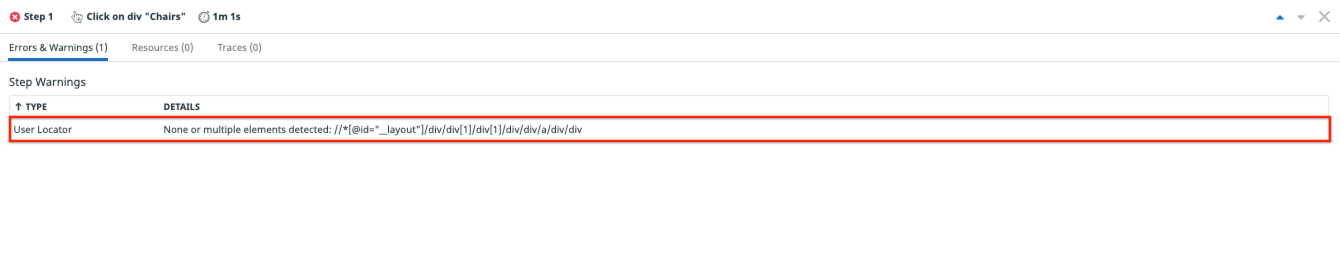 Step 1 Click on div "Chairs" 1m 1s
Errors & Warnings (1) Resources (0) Traces (0)
Step Warnings
↑ TYPE DETAILS
User Locator None or multiple elements detected: //*[@id="__layout"]/div/div[1]/div[1]/div/div/a/div/div